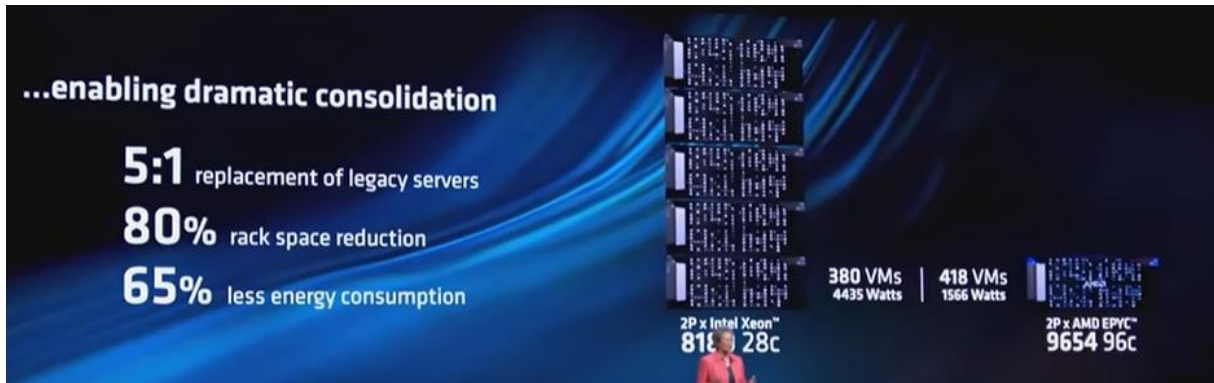 ...enabling dramatic consolidation
5:1 replacement of legacy servers
80% rack space reduction
65% less energy consumption
380 VMs | 418 VMs
4435 Watts 1566 Watts
2P x Intel Xeon™
28c
AMD
2P x AMD EPYC™
9654 96c